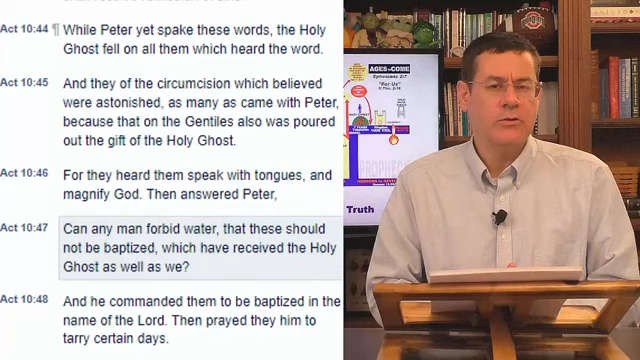 Act 10:44 ¶ While Peter yet spake these words, the Holy
Ghost fell on all them which heard the word.
Act 10:45 And they of the circumcision which believed
were astonished, as many as came with Peter,
because that on the Gentiles also was poured
out the gift of the Holy Ghost.
Act 10:46 For they heard them speak with tongues, and
magnify God. Then answered Peter,
Act 10:47 Can any man forbid water, that these should
not be baptized, which have received the Holy
Ghost as well as we?
Act 10:48 And he commanded them to be baptized in the
name of the Lord. Then prayed they him to
tarry certain days.
AGES to COME
Ephesians 2:7
"For Us"
PROPHECY
Truth